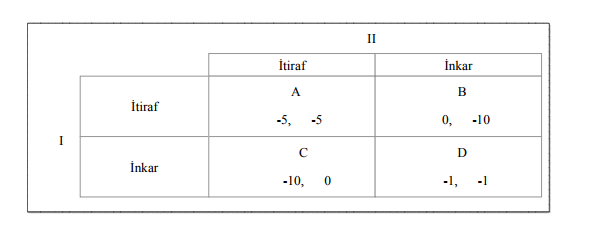 II
İtiraf İnkar
A B
İtiraf
-5, -5 0, -10
I
C D
İnkar
-10, 0 -1, -1